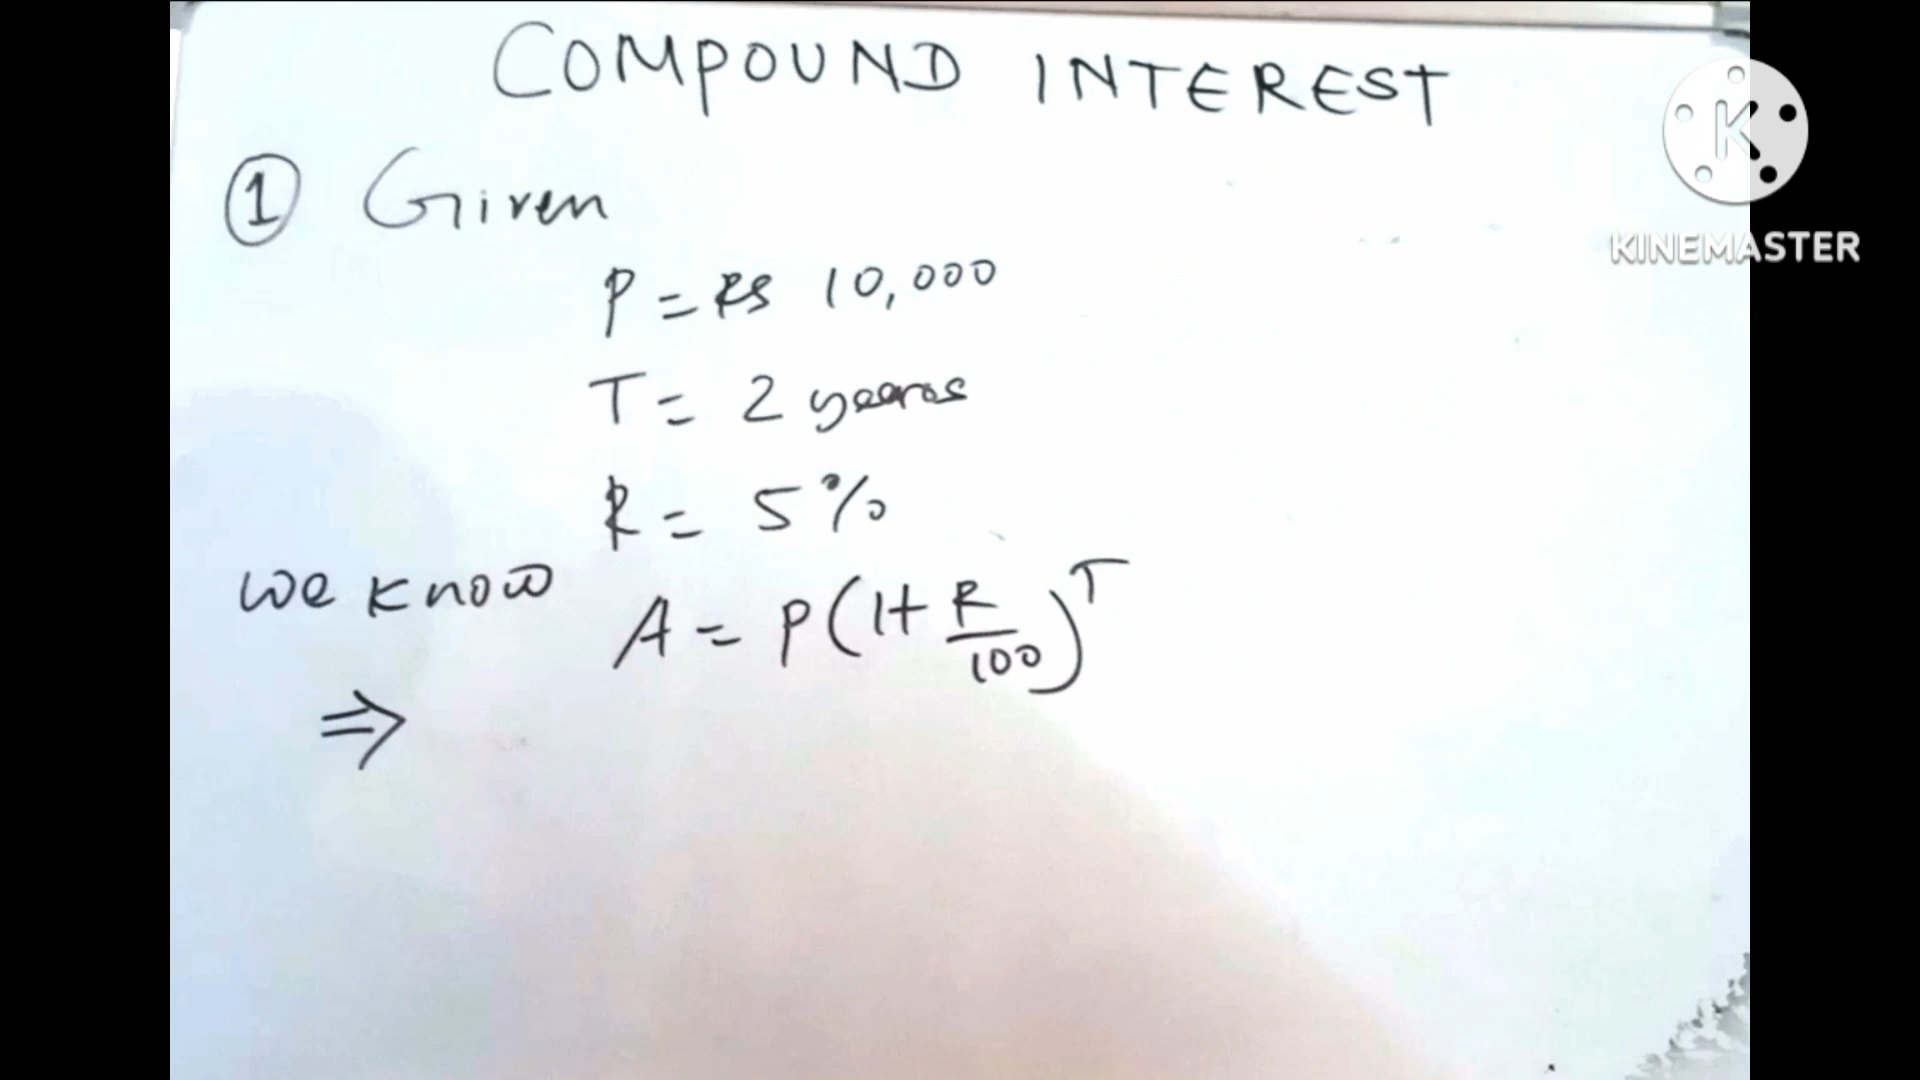 COMPOUND INTEREST
① Given
P = Rs 10,000
T = 2 years
R = 5%
we know A = P(1+ R/100)^T
⇒
K
KINEMASTER